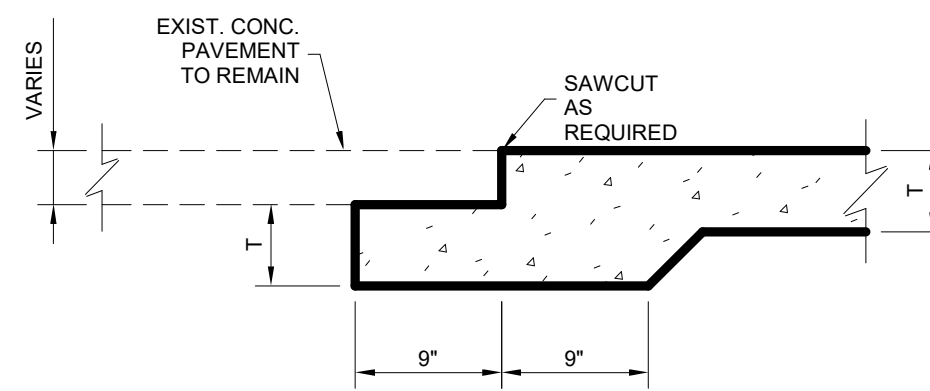 EXIST. CONC.
PAVEMENT
TO REMAIN
VARIES
SAWCUT
AS
REQUIRED
T
T
9"
9"